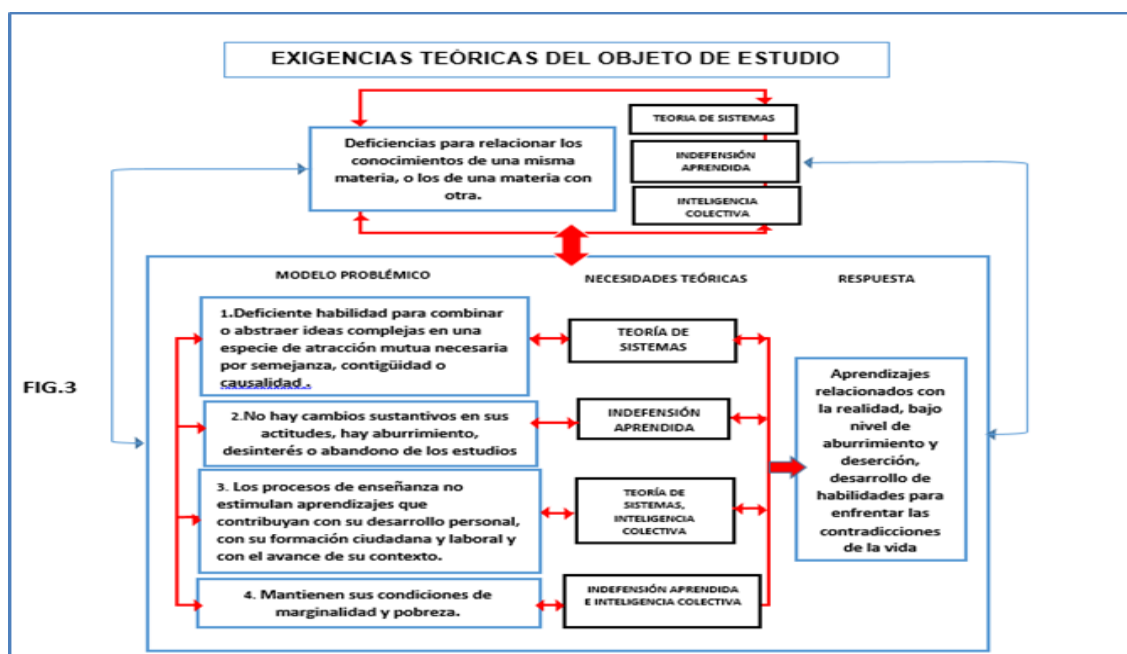 EXIGENCIAS TEÒRICAS DEL OBJETO DE ESTUDIO
Deficiencias para relacionar los
conocimientos de una misma
materia, o los de una materia con
otra.
TEORIA DE SISTEMAS
INDEFENSIÓN
APRENDIDA
INTELIGENCIA
COLECTIVA
MODELO PROBLÉMICO
NECESIDADES TEÓRICAS
RESPUESTA
1.Deficiente habilidad para combinar
o abstraer ideas complejas en una
especie de atracción mutua necesaria
por semejanza, contigüidad o
causalidad .
TEORÍA DE
SISTEMAS
2.No hay cambios sustantivos en sus
actitudes, hay aburrimiento,
desinterés o abandono de los estudios
INDEFENSIÓN
APRENDIDA
3. Los procesos de enseñanza no
estimulan aprendizajes que
contribuyan con su desarrollo personal,
con su formación ciudadana y laboral y
con el avance de su contexto.
TEORÍA DE
SISTEMAS,
INTELIGENCIA
COLECTIVA
4. Mantienen sus condiciones de
marginalidad y pobreza.
INDEFENSIÓN APRENDIDA
E INTELIGENCIA COLECTIVA
Aprendizajes
relacionados con
la realidad, bajo
nivel de
aburrimiento y
deserción,
desarrollo de
habilidades para
enfrentar las
contradicciones
de la vida
FIG.3